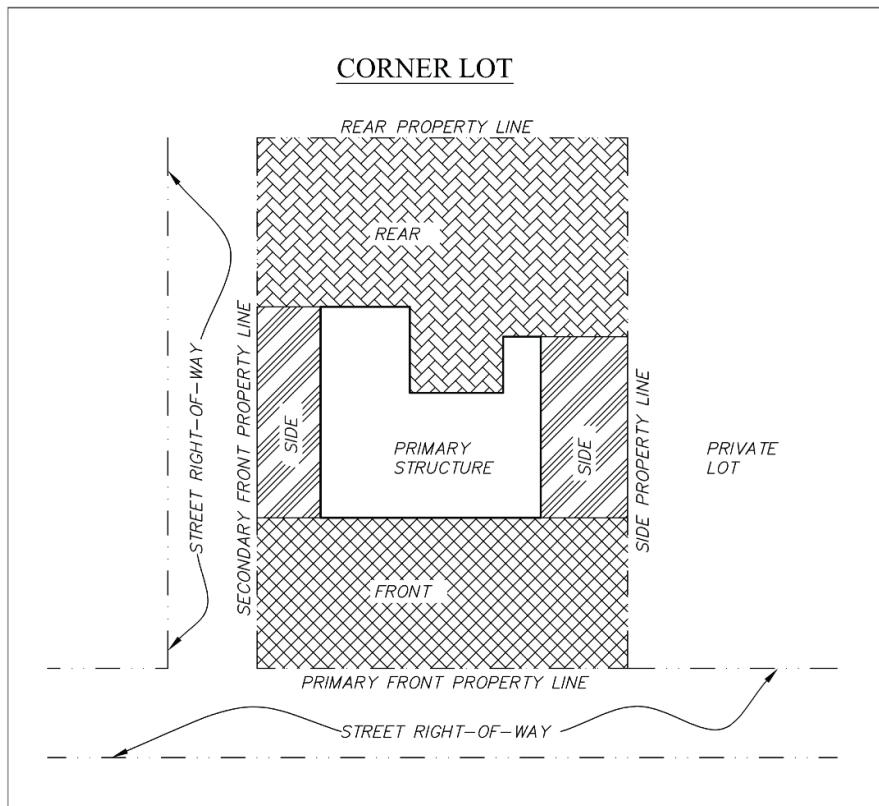 CORNER LOT
REAR PROPERTY LINE
REAR
STREET RIGHT-OF-WAY
SECONDARY FRONT PROPERTY LINE
SIDE
PRIMARY
STRUCTURE
SIDE
SIDE PROPERTY LINE
PRIVATE
LOT
FRONT
PRIMARY FRONT PROPERTY LINE
STREET RIGHT-OF-WAY